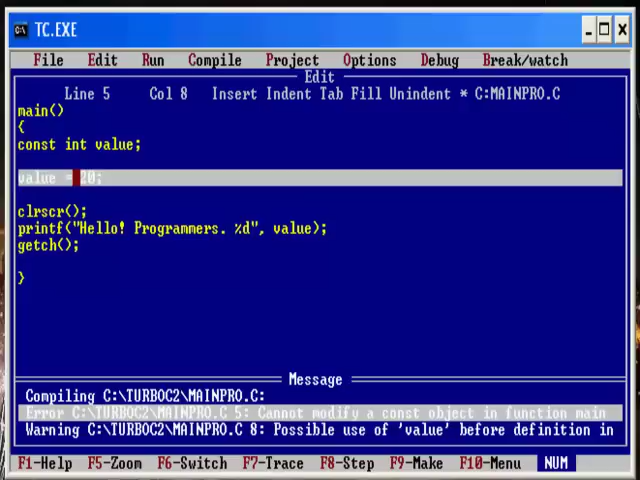 TC.EXE
File Edit Run Compile Project Options Debug Break/watch
Edit
Line 5 Col 8 Insert Indent Tab Fill Unindent * C:MAINPRO.C
main()
{
const int value;
value = 20;
clrscr();
printf("Hello! Programmers. %d", value);
getch();
}
Message
Compiling C:\TURBOC2\MAINPRO.C:
Error C:\TURBOC2\MAINPRO.C 5: Cannot modify a const object in function main
Warning C:\TURBOC2\MAINPRO.C 8: Possible use of 'value' before definition in
F1-Help F5-Zoom F6-Switch F7-Trace F8-Step F9-Make F10-Menu NUM